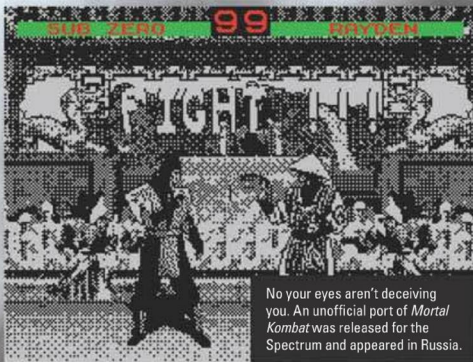 SUB ZERO 99 RAYDEN
FIGHT !!!
No your eyes aren't deceiving
you. An unofficial port of Mortal
Kombat was released for the
Spectrum and appeared in Russia.